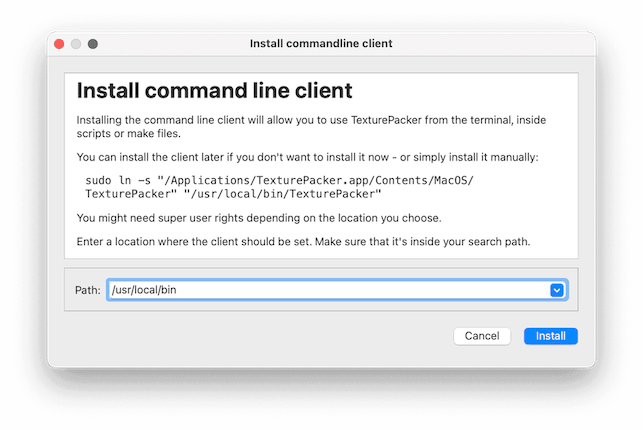 Install commandline client
Install command line client
Installing the command line client will allow you to use TexturePacker from the terminal, inside
scripts or make files.
You can install the client later if you don't want to install it now - or simply install it manually:
sudo ln -s "/Applications/TexturePacker.app/Contents/MacOS/
TexturePacker" "/usr/local/bin/TexturePacker"
You might need super user rights depending on the location you choose.
Enter a location where the client should be set. Make sure that it's inside your search path.
Path: /usr/local/bin
Cancel Install